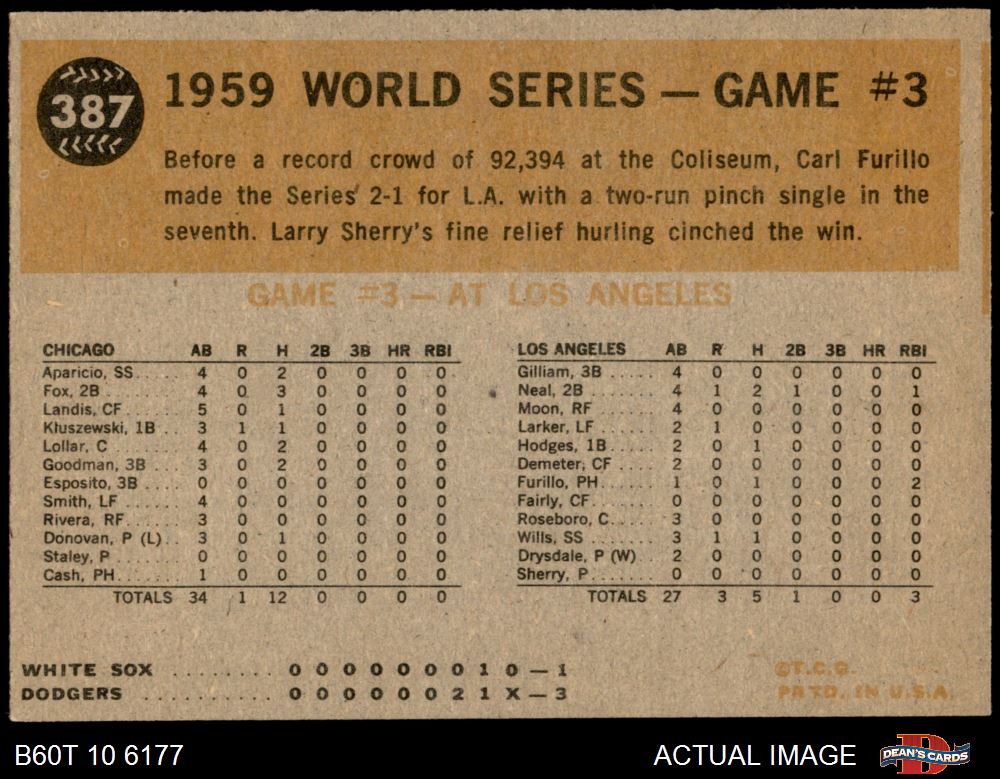 387
1959 WORLD SERIES — GAME #3
Before a record crowd of 92,394 at the Coliseum, Carl Furillo
made the Series 2-1 for L.A. with a two-run pinch single in the
seventh. Larry Sherry's fine relief hurling cinched the win.
GAME #3 — AT LOS ANGELES
CHICAGO AB R H 2B 3B HR RBI
Aparicio, SS..... 4 0 2 0 0 0 0
Fox, 2B ........ 4 0 3 0 0 0 0
Landis, CF....... 5 0 1 0 0 0 0
Kluszewski, 1B .. 3 1 1 0 0 0 0
Lollar, C ....... 4 0 2 0 0 0 0
Goodman, 3B .... 3 0 2 0 0 0 0
Esposito, 3B .... 0 0 0 0 0 0 0
Smith, LF ....... 4 0 0 0 0 0 0
Rivera, RF....... 3 0 0 0 0 0 0
Donovan, P (L).. 3 0 1 0 0 0 0
Staley, P ....... 0 0 0 0 0 0 0
Cash, PH........ 1 0 0 0 0 0 0
TOTALS 34 1 12 0 0 0 0
LOS ANGELES AB R H 2B 3B HR RBI
Gilliam, 3B ..... 4 0 0 0 0 0 0
Neal, 2B ........ 4 1 2 1 0 0 1
Moon, RF ....... 4 0 0 0 0 0 0
Larker, LF ...... 2 1 0 0 0 0 0
Hodges, 1B ..... 2 0 1 0 0 0 0
Demeter, CF .... 2 0 0 0 0 0 0
Furillo, PH...... 1 0 1 0 0 0 2
Fairly, CF....... 0 0 0 0 0 0 0
Roseboro, C..... 3 0 0 0 0 0 0
Wills, SS ....... 3 1 1 0 0 0 0
Drysdale, P (W) .. 2 0 0 0 0 0 0
Sherry, P....... 0 0 0 0 0 0 0
TOTALS 27 3 5 1 0 0 3
WHITE SOX ........ 0 0 0 0 0 0 0 1 0 — 1
DODGERS .......... 0 0 0 0 0 0 2 1 X — 3
©T.C.G.
PRTD. IN U.S.A.
B60T 10 6177
ACTUAL IMAGE
D
DEAN'S CARDS